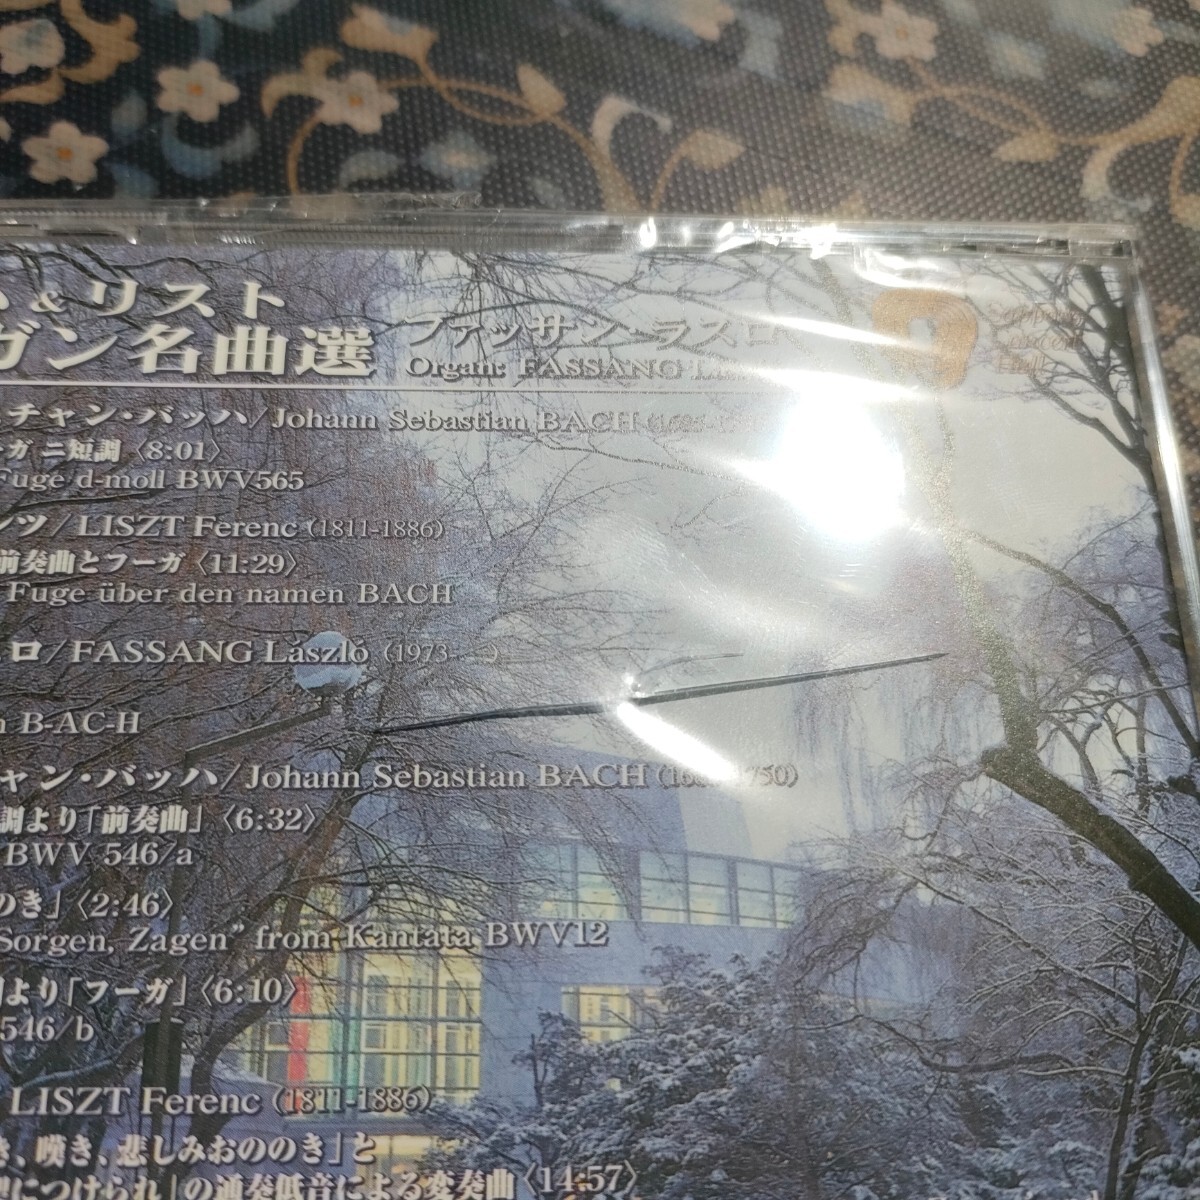 & リスト
ガン名曲選 ファッサン・ラスロ
Organ: FASSANG
Hall
チャン・バッハ/Johann Sebastian BACH
ーガ ニ短調〈8:01〉
Fuge d-moll BWV565
ンツ/LISZT Ferenc (1811-1886)
前奏曲とフーガ〈11:29〉
Fuge über den namen BACH
ロ/FASSANG László (1973-
B-AC-H
チャン・バッハ/Johann Sebastian BACH
調より「前奏曲」〈6:32〉
BWV 546/a
のき」〈2:46〉
Sorgen, Zagen" from Kantata BWV12
より「フーガ」〈6:10〉
546/b
LISZT Ferenc (1811-1886)
き、嘆き、悲しみおののき」と
につけられ」の通奏低音による変奏曲〈14:57〉